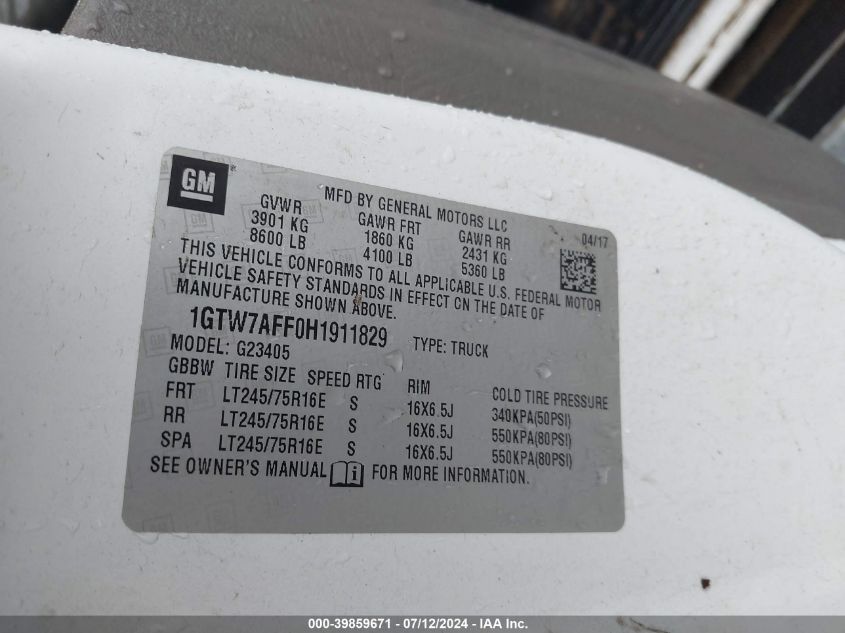 GM
MFD BY GENERAL MOTORS LLC
04/17
GVWR GAWR FRT GAWR RR
3901 KG 1860 KG 2431 KG
8600 LB 4100 LB 5360 LB
THIS VEHICLE CONFORMS TO ALL APPLICABLE U.S. FEDERAL MOTOR
VEHICLE SAFETY STANDARDS IN EFFECT ON THE DATE OF
MANUFACTURE SHOWN ABOVE.
1GTW7AFF0H1911829 TYPE: TRUCK
MODEL: G23405
GBBW TIRE SIZE SPEED RTG RIM COLD TIRE PRESSURE
FRT LT245/75R16E S 16X6.5J 340KPA(50PSI)
RR LT245/75R16E S 16X6.5J 550KPA(80PSI)
SPA LT245/75R16E S 16X6.5J 550KPA(80PSI)
SEE OWNER'S MANUAL i FOR MORE INFORMATION.
000-39859671 - 07/12/2024 - IAA Inc.